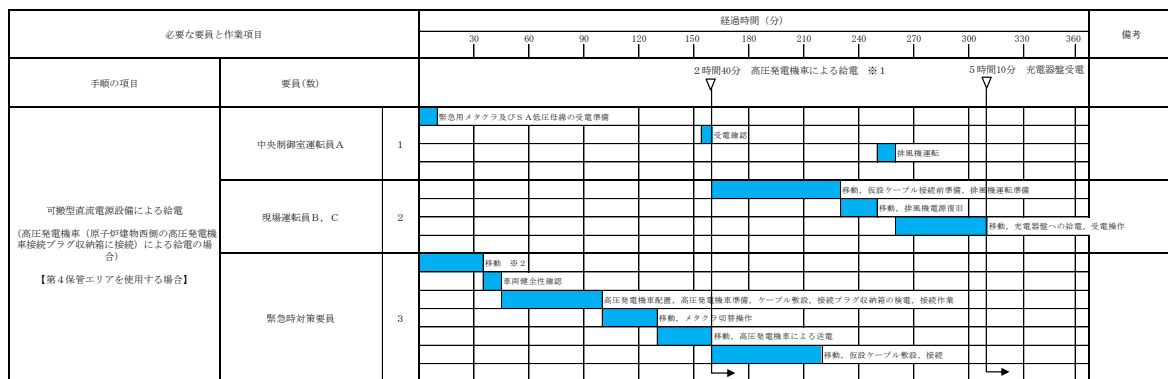 必要な要員と作業項目
経過時間（分）
備考
30 60 90 120 150 180 210 240 270 300 330 360
手順の項目
要員(数)
2時間40分 高圧発電機車による給電 ※1
5時間10分 充電器盤受電
可搬型直流電源設備による給電
(高圧発電機車（原子炉建物西側の高圧発電機
車接続プラグ収納箱に接続）による給電の場
合)
【第4保管エリアを使用する場合】
中央制御室運転員A
1
緊急用メタクラ及びSA低圧母線の受電準備
受電確認
排風機運転
現場運転員B，C
2
移動，仮設ケーブル接続前準備，排風機運転準備
移動，排風機電源復旧
移動，充電器盤への給電，受電操作
緊急時対策要員
3
移動 ※2
車両健全性確認
高圧発電機車配置，高圧発電機車準備，ケーブル敷設，接続プラグ収納箱の検電，接続作業
移動，メタクラ切替操作
移動，高圧発電機車による送電
移動，仮設ケーブル敷設，接続